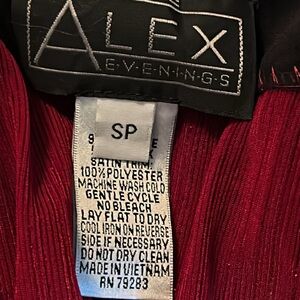 ALEX
E·V·E·N·I·N·G·S
SP
SATIN TRIM:
100% POLYESTER
MACHINE WASH COLD
GENTLE CYCLE
NO BLEACH
LAY FLAT TO DRY
COOL IRON ON REVERSE
SIDE IF NECESSARY
DO NOT DRY CLEAN
MADE IN VIETNAM
RN 79283